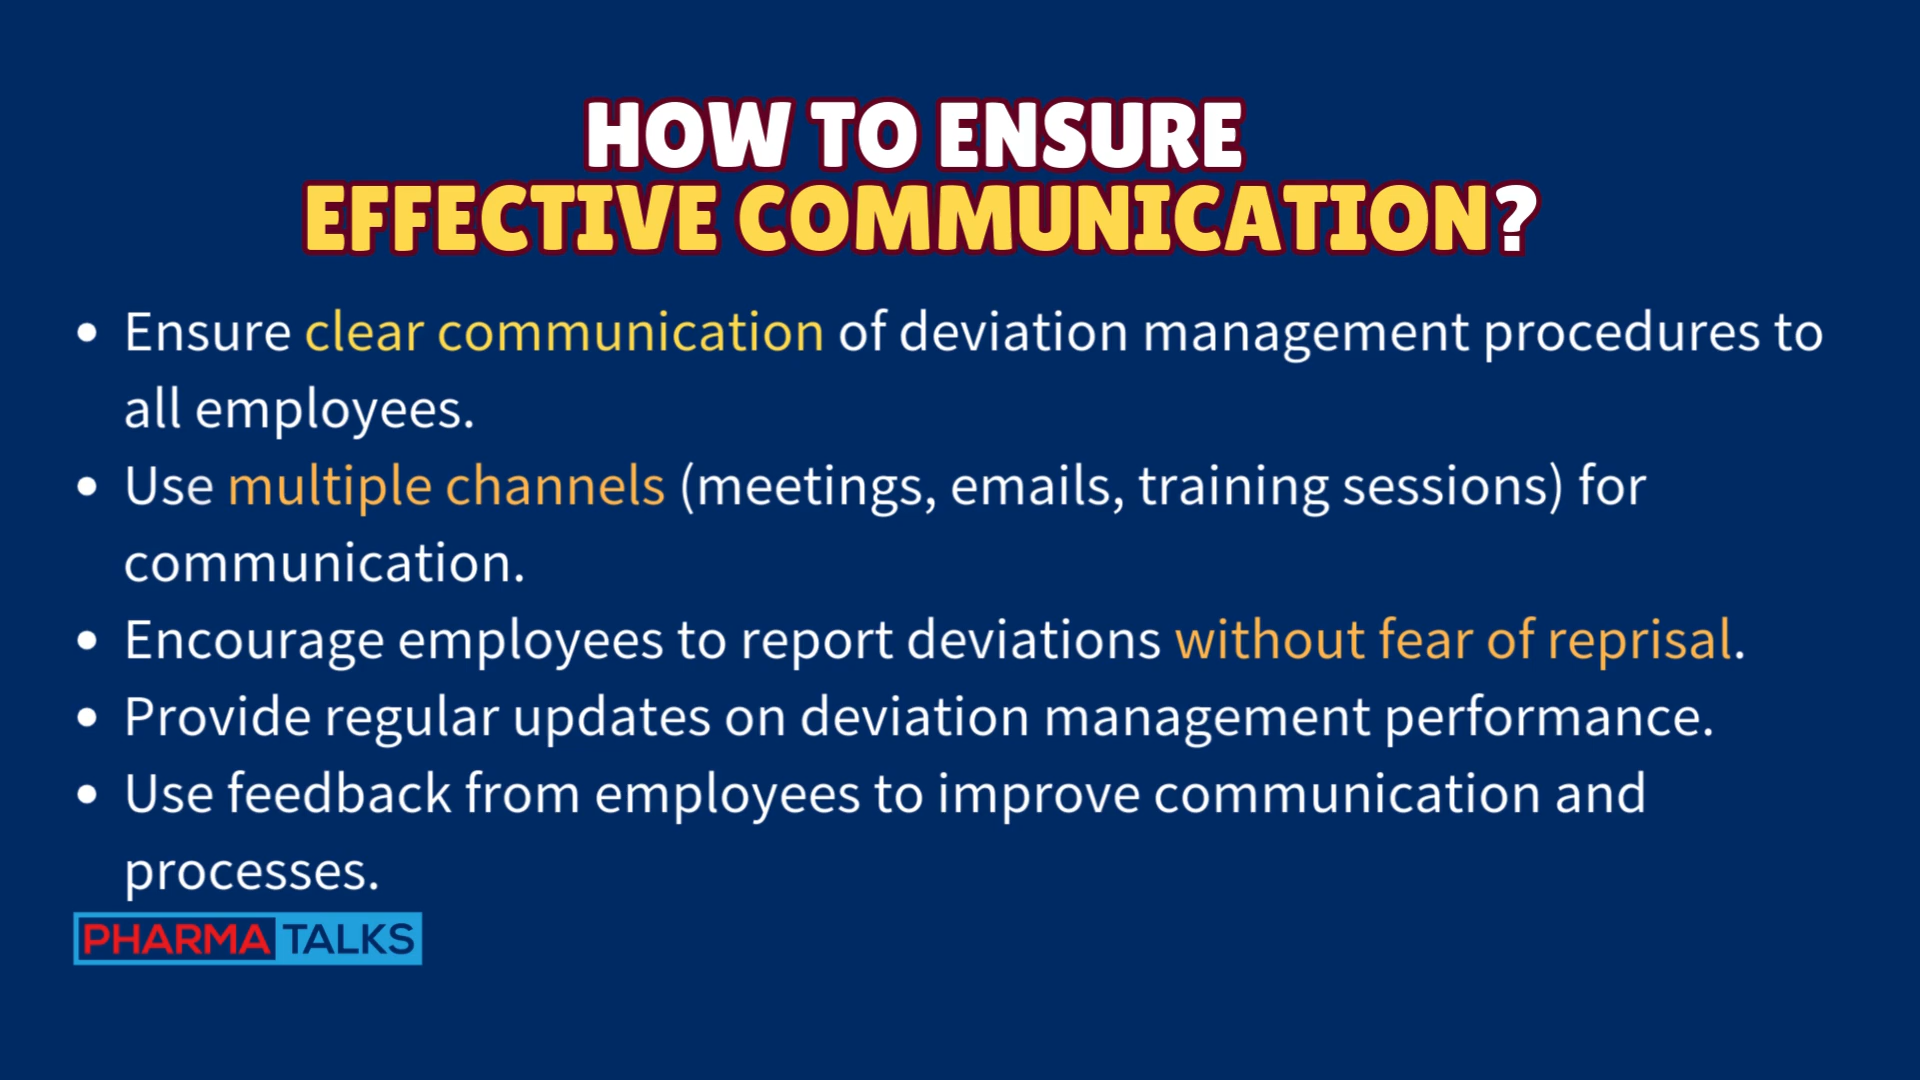 HOW TO ENSURE
EFFECTIVE COMMUNICATION?
• Ensure clear communication of deviation management procedures to
all employees.
• Use multiple channels (meetings, emails, training sessions) for
communication.
• Encourage employees to report deviations without fear of reprisal.
• Provide regular updates on deviation management performance.
• Use feedback from employees to improve communication and
processes.
PHARMA TALKS